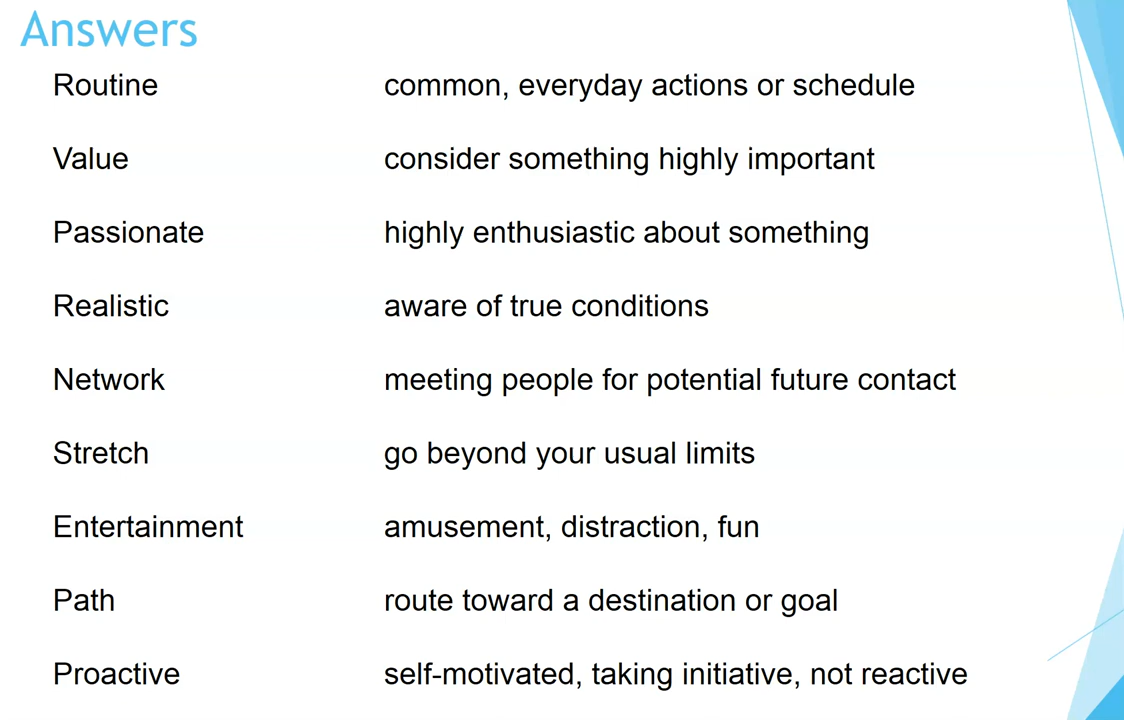 Answers
Routine common, everyday actions or schedule
Value consider something highly important
Passionate highly enthusiastic about something
Realistic aware of true conditions
Network meeting people for potential future contact
Stretch go beyond your usual limits
Entertainment amusement, distraction, fun
Path route toward a destination or goal
Proactive self-motivated, taking initiative, not reactive